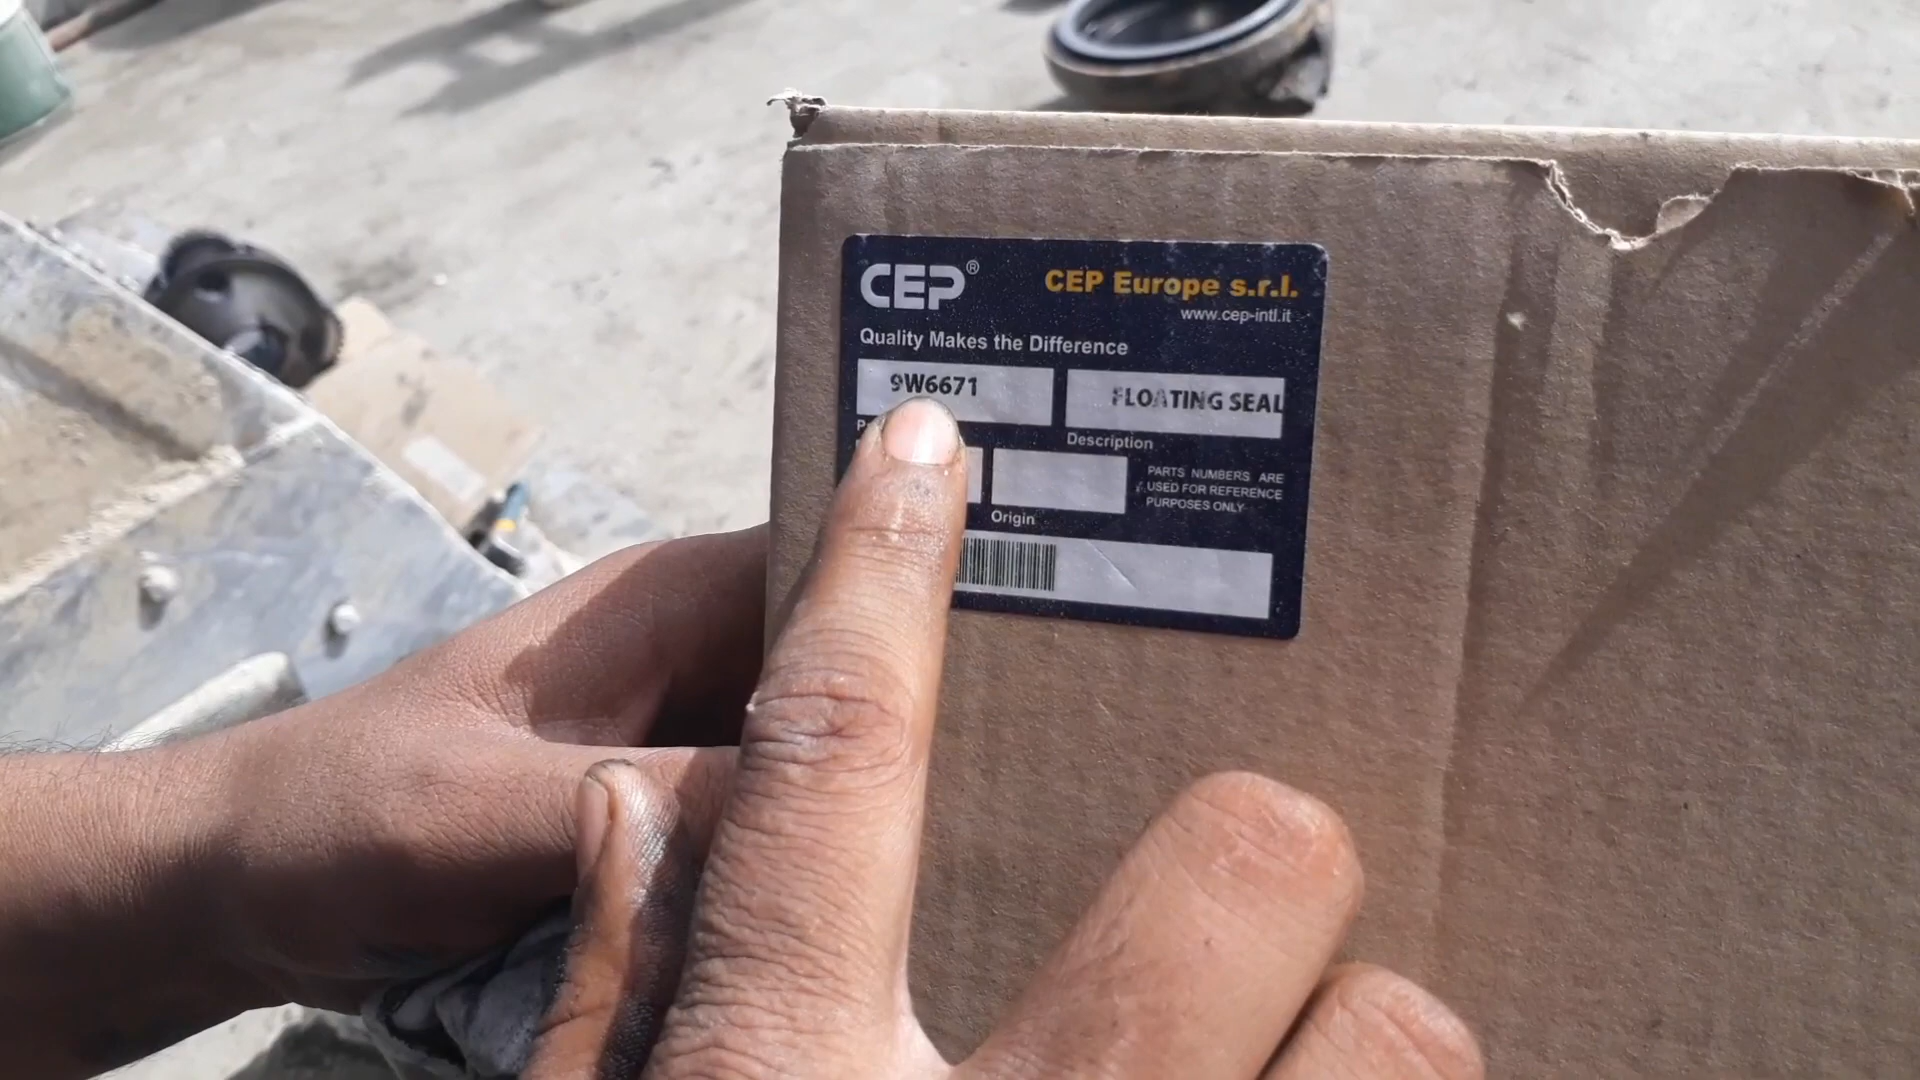 CEP®
CEP Europe s.r.l.
www.cep-intl.it
Quality Makes the Difference
9W6671
FLOATING SEAL
Description
PARTS NUMBERS ARE
USED FOR REFERENCE
PURPOSES ONLY
Origin